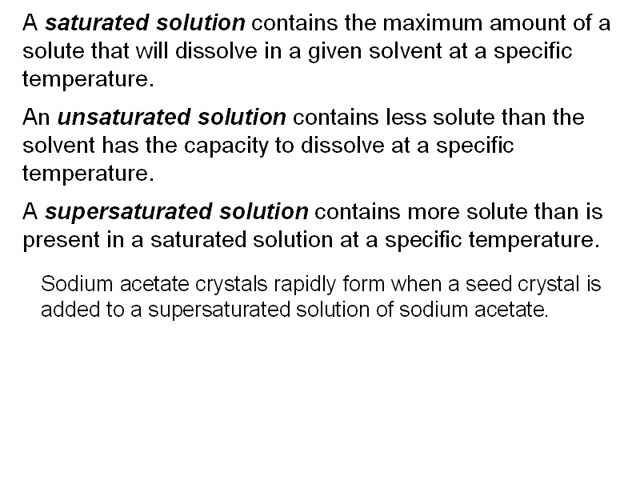 A saturated solution contains the maximum amount of a
solute that will dissolve in a given solvent at a specific
temperature.
An unsaturated solution contains less solute than the
solvent has the capacity to dissolve at a specific
temperature.
A supersaturated solution contains more solute than is
present in a saturated solution at a specific temperature.
Sodium acetate crystals rapidly form when a seed crystal is
added to a supersaturated solution of sodium acetate.